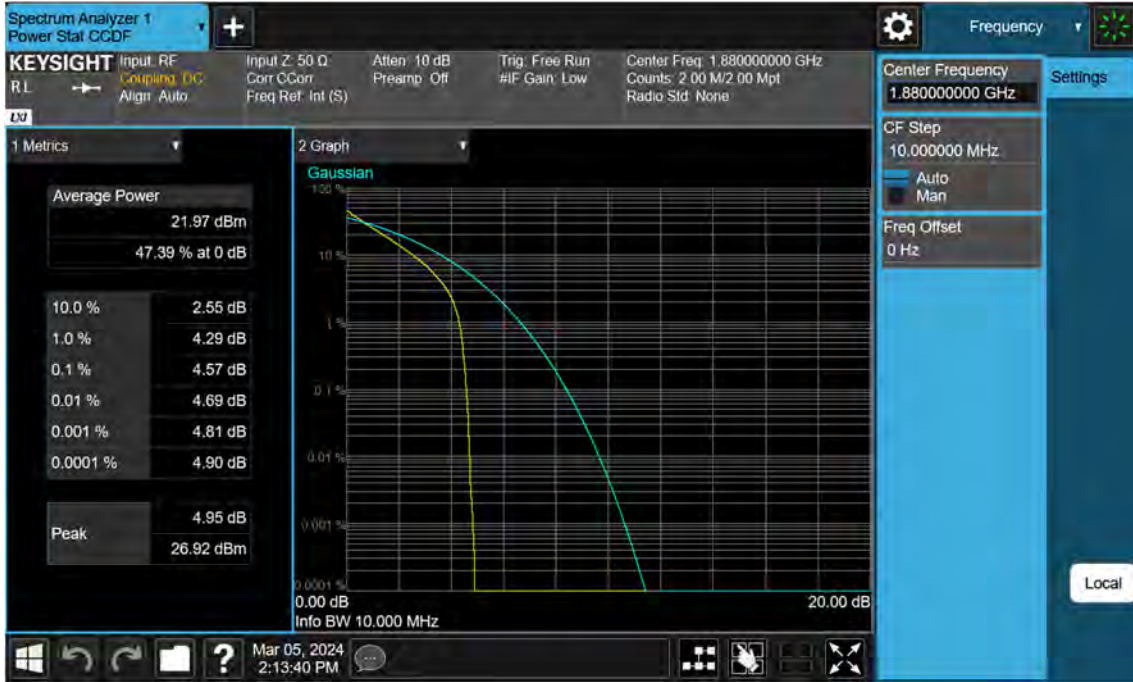 Spectrum Analyzer 1
Power Stat CCDF
Frequency
KEYSIGHT
R L
LXI
Input: RF
Coupling: DC
Align: Auto
Input Z: 50 Ω
Corr CCorr
Freq Ref: Int (S)
Atten: 10 dB
Preamp: Off
Trig: Free Run
#IF Gain: Low
Center Freq: 1.880000000 GHz
Counts: 2.00 M/2.00 Mpt
Radio Std: None
Center Frequency
1.880000000 GHz
Settings
CF Step
10.000000 MHz
Auto
Man
Freq Offset
0 Hz
Local
1 Metrics
Average Power
21.97 dBm
47.39 % at 0 dB
10.0 % 2.55 dB
1.0 % 4.29 dB
0.1 % 4.57 dB
0.01 % 4.69 dB
0.001 % 4.81 dB
0.0001 % 4.90 dB
Peak
4.95 dB
26.92 dBm
2 Graph
Gaussian
100 %
10 %
1 %
0.1 %
0.01 %
0.001 %
0.0001 %
0.00 dB 20.00 dB
Info BW 10.000 MHz
Mar 05, 2024
2:13:40 PM